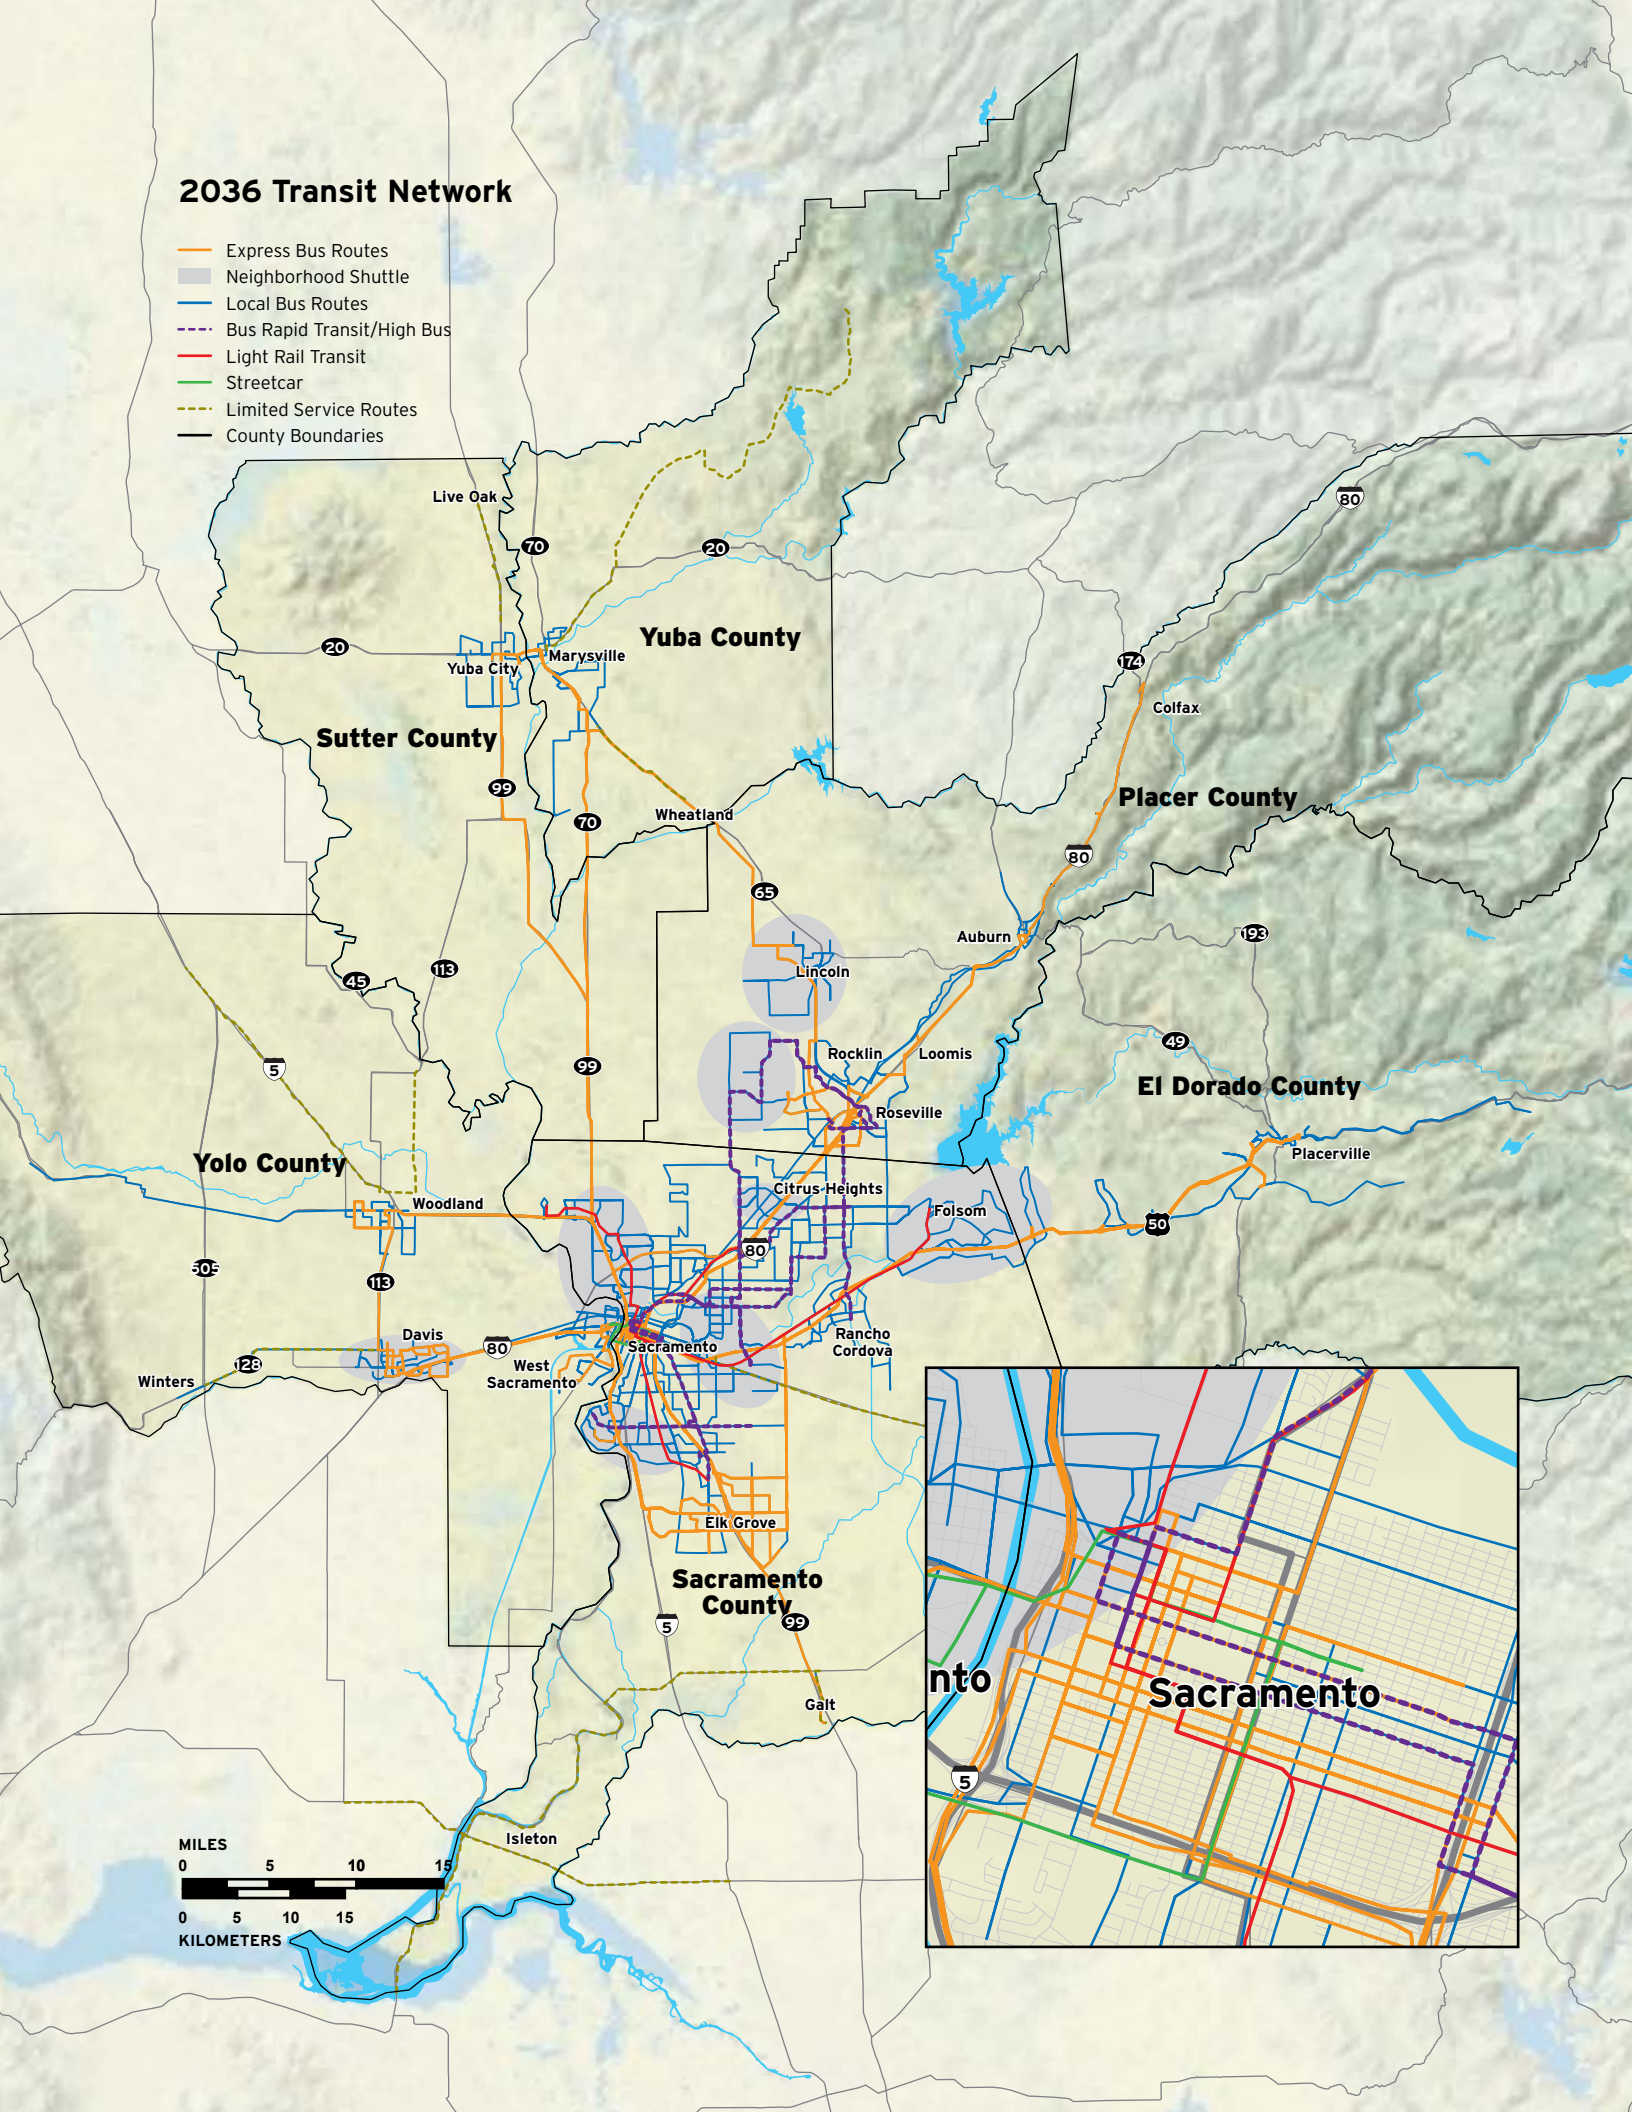 2036 Transit Network
Express Bus Routes
Neighborhood Shuttle
Local Bus Routes
Bus Rapid Transit/High Bus
Light Rail Transit
Streetcar
Limited Service Routes
County Boundaries
80
Live Oak
70
20
20
Yuba County
Marysville
Yuba City
174
Colfax
Sutter County
99
Placer County
Wheatland
70
80
65
193
Auburn
113
Lincoln
45
49
Rocklin
Loomis
5
99
El Dorado County
Roseville
Placerville
Yolo County
Citrus Heights
Woodland
Folsom
50
80
505
113
Davis
Rancho
Cordova
80
Sacramento
128
West
Sacramento
Winters
Elk Grove
Sacramento
County
5
99
nto
Sacramento
Galt
5
Isleton
MILES
0 5 10 15
0 5 10 15
KILOMETERS